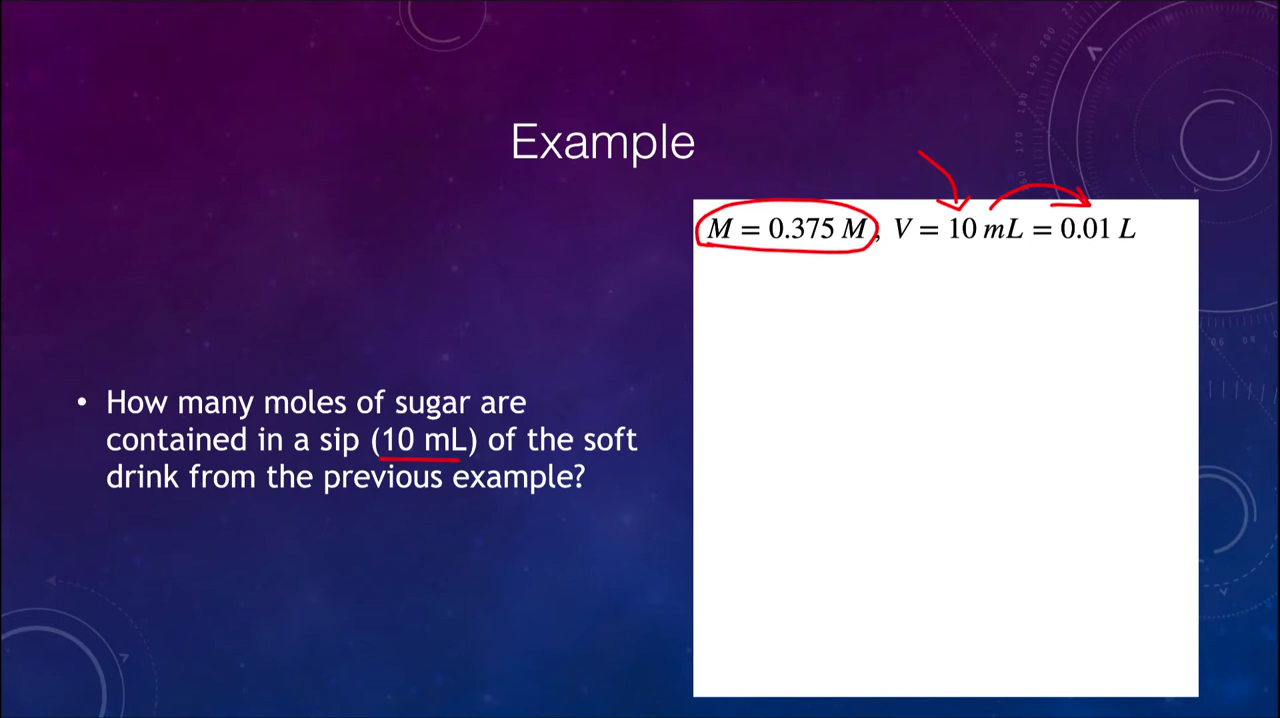 Example
M = 0.375 M, V = 10 mL = 0.01 L
• How many moles of sugar are
contained in a sip (10 mL) of the soft
drink from the previous example?